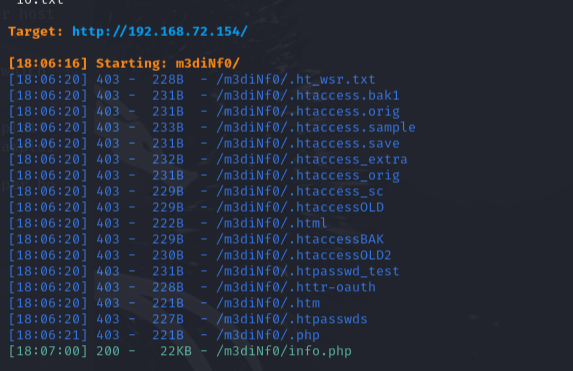 10.txt
Target: http://192.168.72.154/
[18:06:16] Starting: m3diNf0/
[18:06:20] 403 - 228B - /m3diNf0/.ht_wsr.txt
[18:06:20] 403 - 231B - /m3diNf0/.htaccess.bak1
[18:06:20] 403 - 231B - /m3diNf0/.htaccess.orig
[18:06:20] 403 - 233B - /m3diNf0/.htaccess.sample
[18:06:20] 403 - 231B - /m3diNf0/.htaccess.save
[18:06:20] 403 - 232B - /m3diNf0/.htaccess_extra
[18:06:20] 403 - 231B - /m3diNf0/.htaccess_orig
[18:06:20] 403 - 229B - /m3diNf0/.htaccess_sc
[18:06:20] 403 - 229B - /m3diNf0/.htaccessOLD
[18:06:20] 403 - 222B - /m3diNf0/.html
[18:06:20] 403 - 229B - /m3diNf0/.htaccessBAK
[18:06:20] 403 - 230B - /m3diNf0/.htaccessOLD2
[18:06:20] 403 - 231B - /m3diNf0/.htpasswd_test
[18:06:20] 403 - 228B - /m3diNf0/.httr-oauth
[18:06:20] 403 - 221B - /m3diNf0/.htm
[18:06:20] 403 - 227B - /m3diNf0/.htpasswds
[18:06:21] 403 - 221B - /m3diNf0/.php
[18:07:00] 200 - 22KB - /m3diNf0/info.php